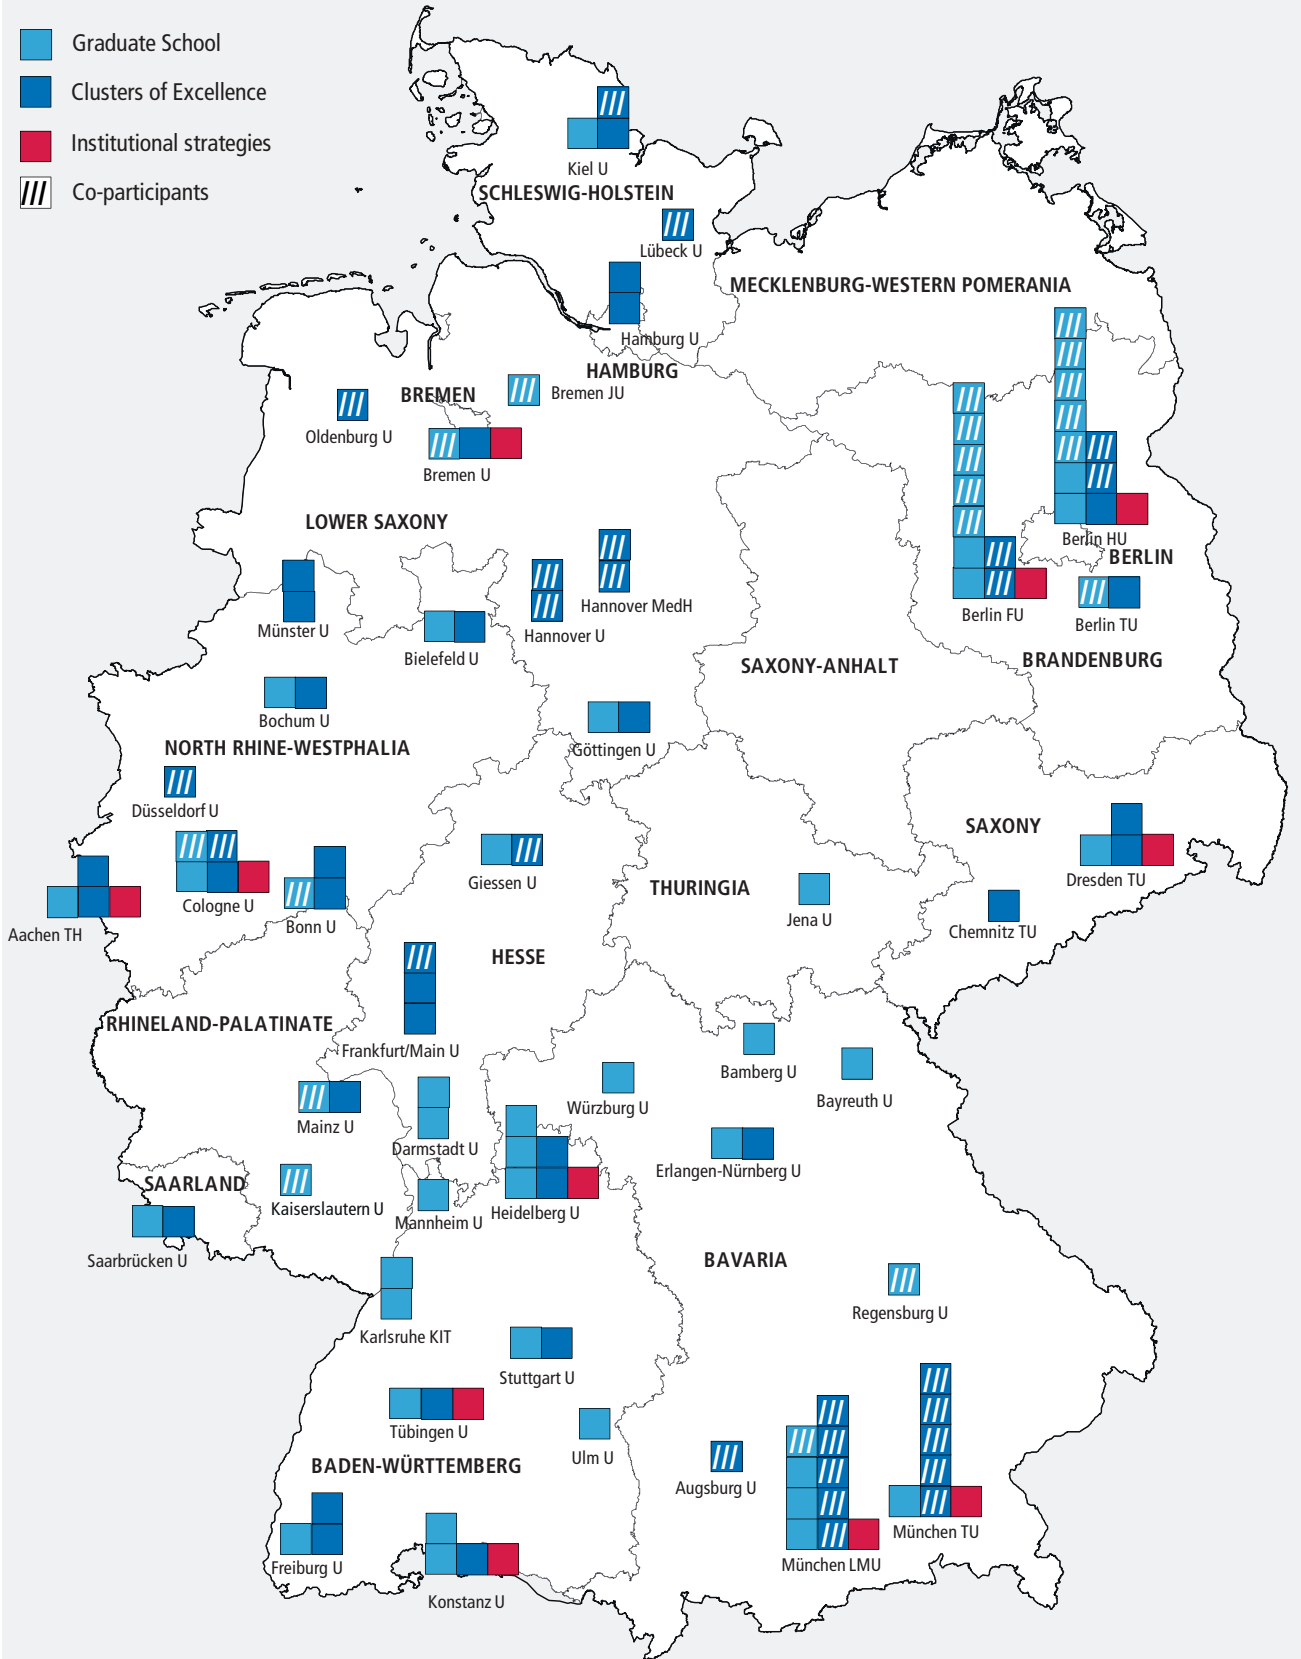 Graduate School
Clusters of Excellence
Institutional strategies
Co-participants
Kiel U
SCHLESWIG-HOLSTEIN
Lübeck U
MECKLENBURG-WESTERN POMERANIA
Hamburg U
HAMBURG
BREMEN
Bremen JU
Oldenburg U
Bremen U
LOWER SAXONY
Berlin HU
BERLIN
Hannover MedH
Berlin FU
Berlin TU
Münster U
Hannover U
Bielefeld U
SAXONY-ANHALT
BRANDENBURG
Bochum U
Göttingen U
NORTH RHINE-WESTPHALIA
Düsseldorf U
SAXONY
Giessen U
Dresden TU
THURINGIA
Cologne U
Jena U
Bonn U
Chemnitz TU
Aachen TH
HESSE
RHINELAND-PALATINATE
Frankfurt/Main U
Bamberg U
Bayreuth U
Würzburg U
Mainz U
Darmstadt U
Erlangen-Nürnberg U
SAARLAND
Kaiserslautern U
Mannheim U
Heidelberg U
Saarbrücken U
BAVARIA
Regensburg U
Karlsruhe KIT
Stuttgart U
Tübingen U
Ulm U
BADEN-WÜRTTEMBERG
Augsburg U
München TU
Freiburg U
München LMU
Konstanz U